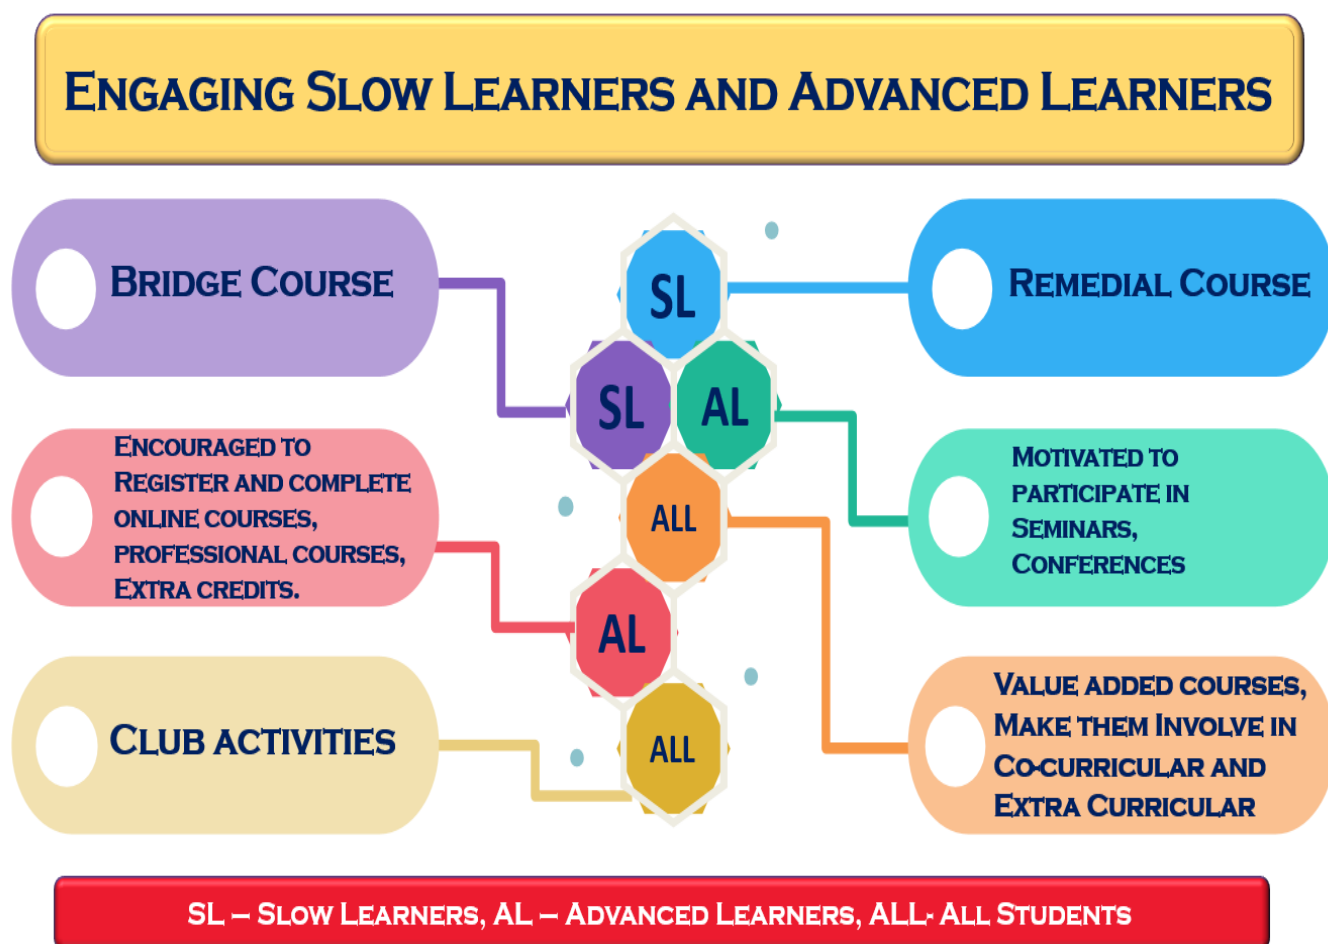 Engaging Slow Learners and Advanced Learners
Bridge Course
SL
Remedial Course
SL
AL
Encouraged to
Register and complete
online courses,
professional courses,
Extra credits.
ALL
Motivated to
participate in
Seminars,
Conferences
AL
Club activities
ALL
Value added courses,
Make them Involve in
Co-curricular and
Extra Curricular
SL – Slow Learners, AL – Advanced Learners, ALL- All Students